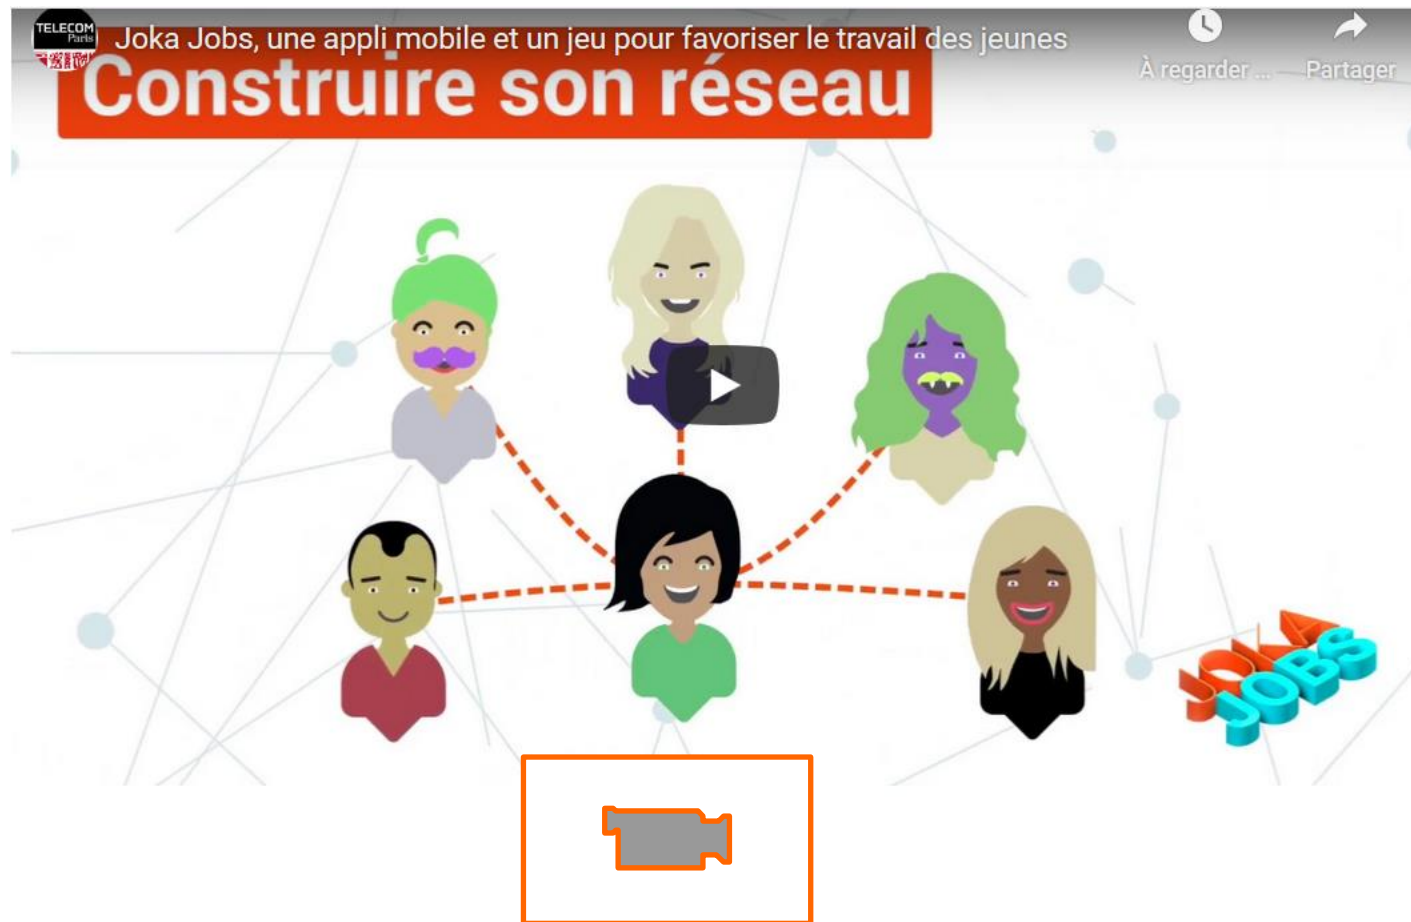 TELECOM
Paris
Joka Jobs, une appli mobile et un jeu pour favoriser le travail des jeunes
À regarder ...
Partager
Construire son réseau
JOKA
JOBS